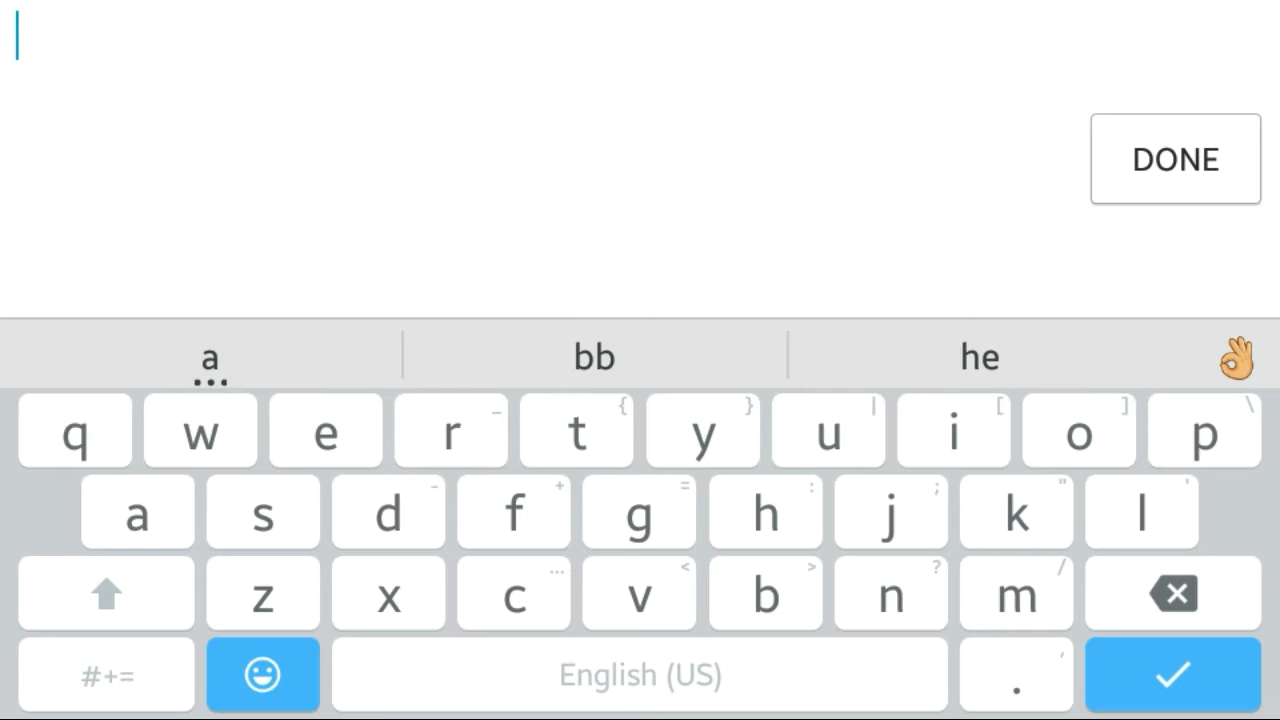 DONE
a bb he
q w e r _ t { y } u | i [ o ] p \
a s d - f + g = h : j ; k " l '
z x c ... v < b > n ? m /
#+= English (US) . ,